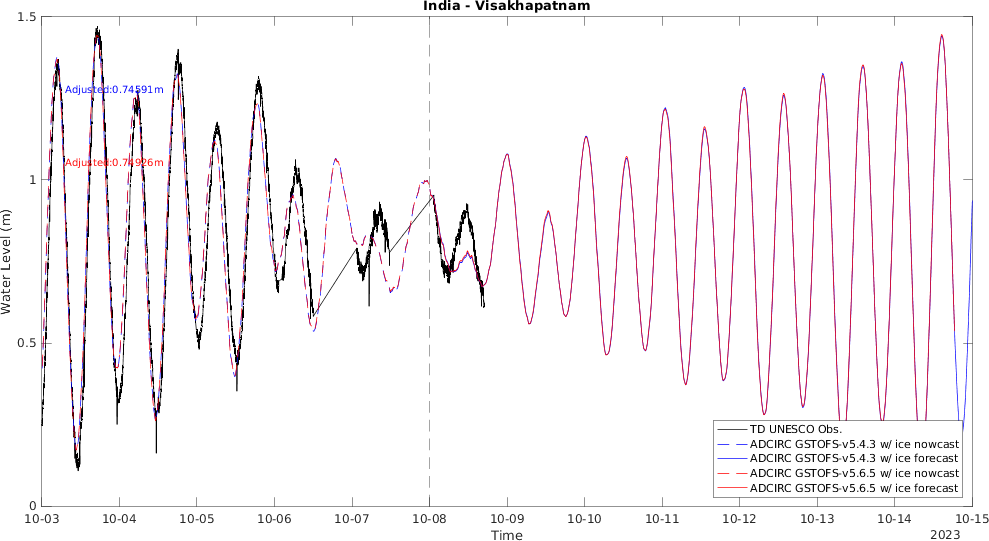 India - Visakhapatnam
Water Level (m)
1.5
1
0.5
0
Adjusted:0.74591m
Adjusted:0.74926m
TD UNESCO Obs.
ADCIRC GSTOFS-v5.4.3 w/ ice nowcast
ADCIRC GSTOFS-v5.4.3 w/ ice forecast
ADCIRC GSTOFS-v5.6.5 w/ ice nowcast
ADCIRC GSTOFS-v5.6.5 w/ ice forecast
10-03 10-04 10-05 10-06 10-07 10-08 10-09 10-10 10-11 10-12 10-13 10-14 10-15
Time
2023